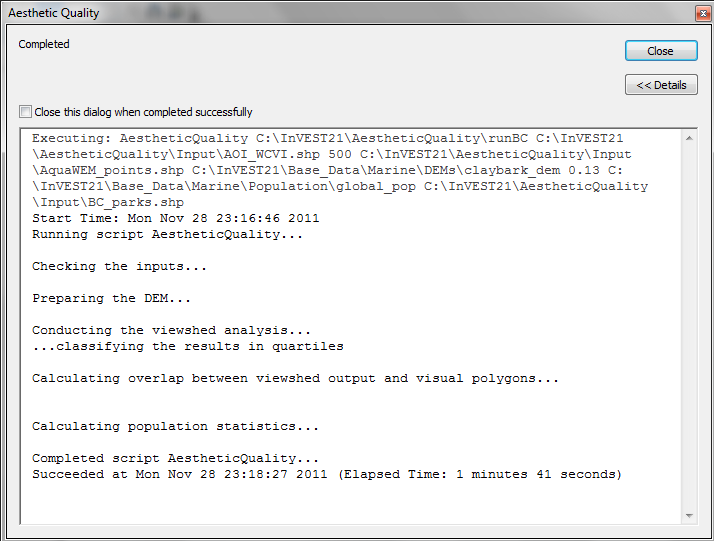 Aesthetic Quality
Completed
Close
<< Details
Close this dialog when completed successfully
Executing: AestheticQuality C:\InVEST21\AestheticQuality\runBC C:\InVEST21
\AestheticQuality\Input\AOI_WCVI.shp 500 C:\InVEST21\AestheticQuality\Input
\AquaWEM_points.shp C:\InVEST21\Base_Data\Marine\DEMs\claybark_dem 0.13 C:
\InVEST21\Base_Data\Marine\Population\global_pop C:\InVEST21\AestheticQuality
\Input\BC_parks.shp
Start Time: Mon Nov 28 23:16:46 2011
Running script AestheticQuality...
Checking the inputs...
Preparing the DEM...
Conducting the viewshed analysis...
...classifying the results in quartiles
Calculating overlap between viewshed output and visual polygons...
Calculating population statistics...
Completed script AestheticQuality...
Succeeded at Mon Nov 28 23:18:27 2011 (Elapsed Time: 1 minutes 41 seconds)